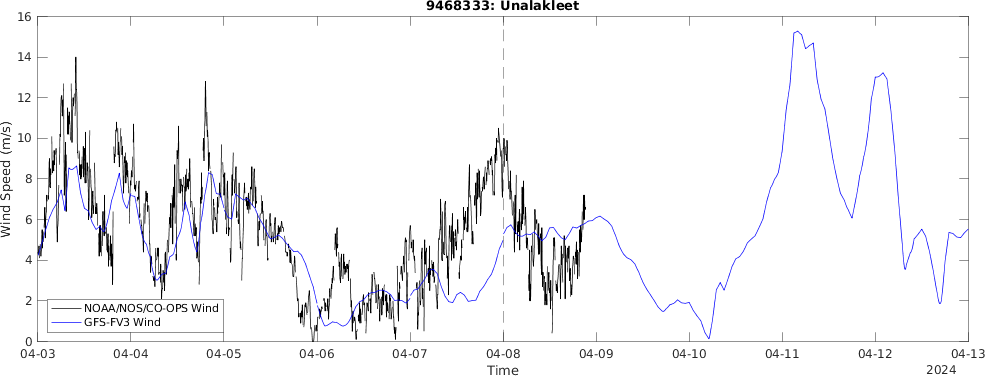 9468333: Unalakleet
Wind Speed (m/s)
16
14
12
10
8
6
4
2
0
NOAA/NOS/CO-OPS Wind
GFS-FV3 Wind
04-03 04-04 04-05 04-06 04-07 04-08 04-09 04-10 04-11 04-12 04-13
Time
2024